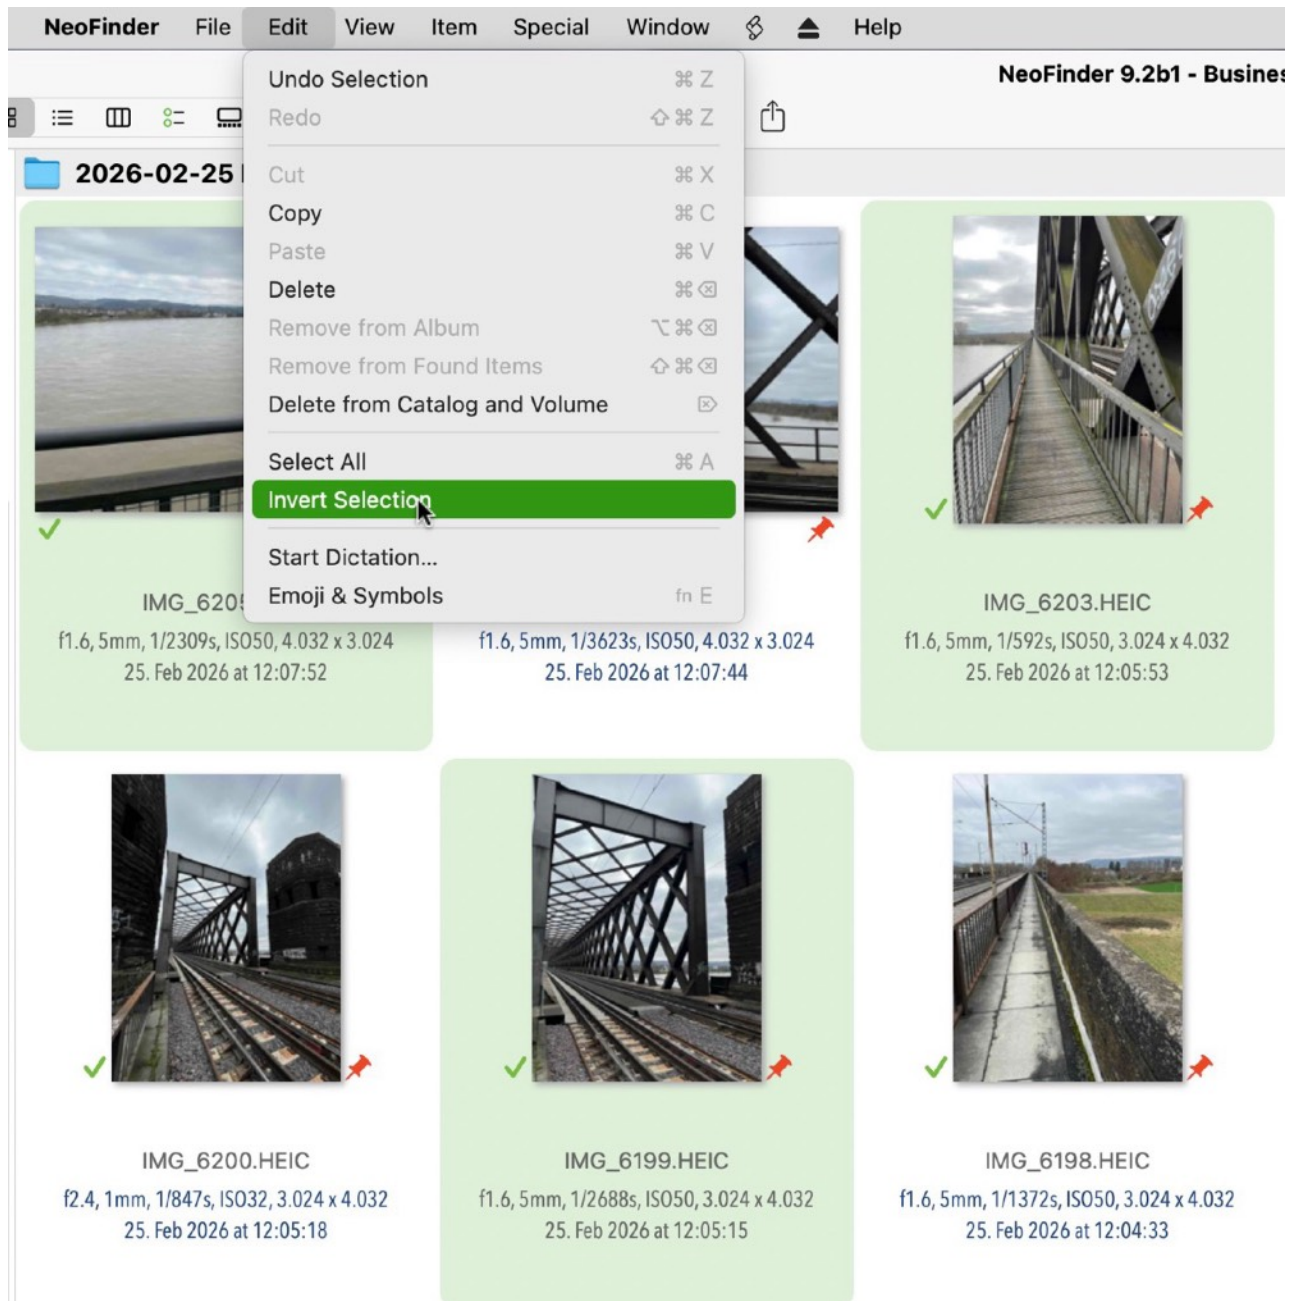 NeoFinder File Edit View Item Special Window Help
NeoFinder 9.2b1 - Busines
2026-02-25
Undo Selection ⌘ Z
Redo ⇧ ⌘ Z
Cut ⌘ X
Copy ⌘ C
Paste ⌘ V
Delete ⌘ ⌫
Remove from Album ⌥ ⌘ ⌫
Remove from Found Items ⇧ ⌘ ⌫
Delete from Catalog and Volume ⌦
Select All ⌘ A
Invert Selection
Start Dictation...
Emoji & Symbols fn E
IMG_6205
f1.6, 5mm, 1/2309s, ISO50, 4.032 x 3.024
25. Feb 2026 at 12:07:52
f1.6, 5mm, 1/3623s, ISO50, 4.032 x 3.024
25. Feb 2026 at 12:07:44
IMG_6203.HEIC
f1.6, 5mm, 1/592s, ISO50, 3.024 x 4.032
25. Feb 2026 at 12:05:53
IMG_6200.HEIC
f2.4, 1mm, 1/847s, ISO32, 3.024 x 4.032
25. Feb 2026 at 12:05:18
IMG_6199.HEIC
f1.6, 5mm, 1/2688s, ISO50, 3.024 x 4.032
25. Feb 2026 at 12:05:15
IMG_6198.HEIC
f1.6, 5mm, 1/1372s, ISO50, 3.024 x 4.032
25. Feb 2026 at 12:04:33